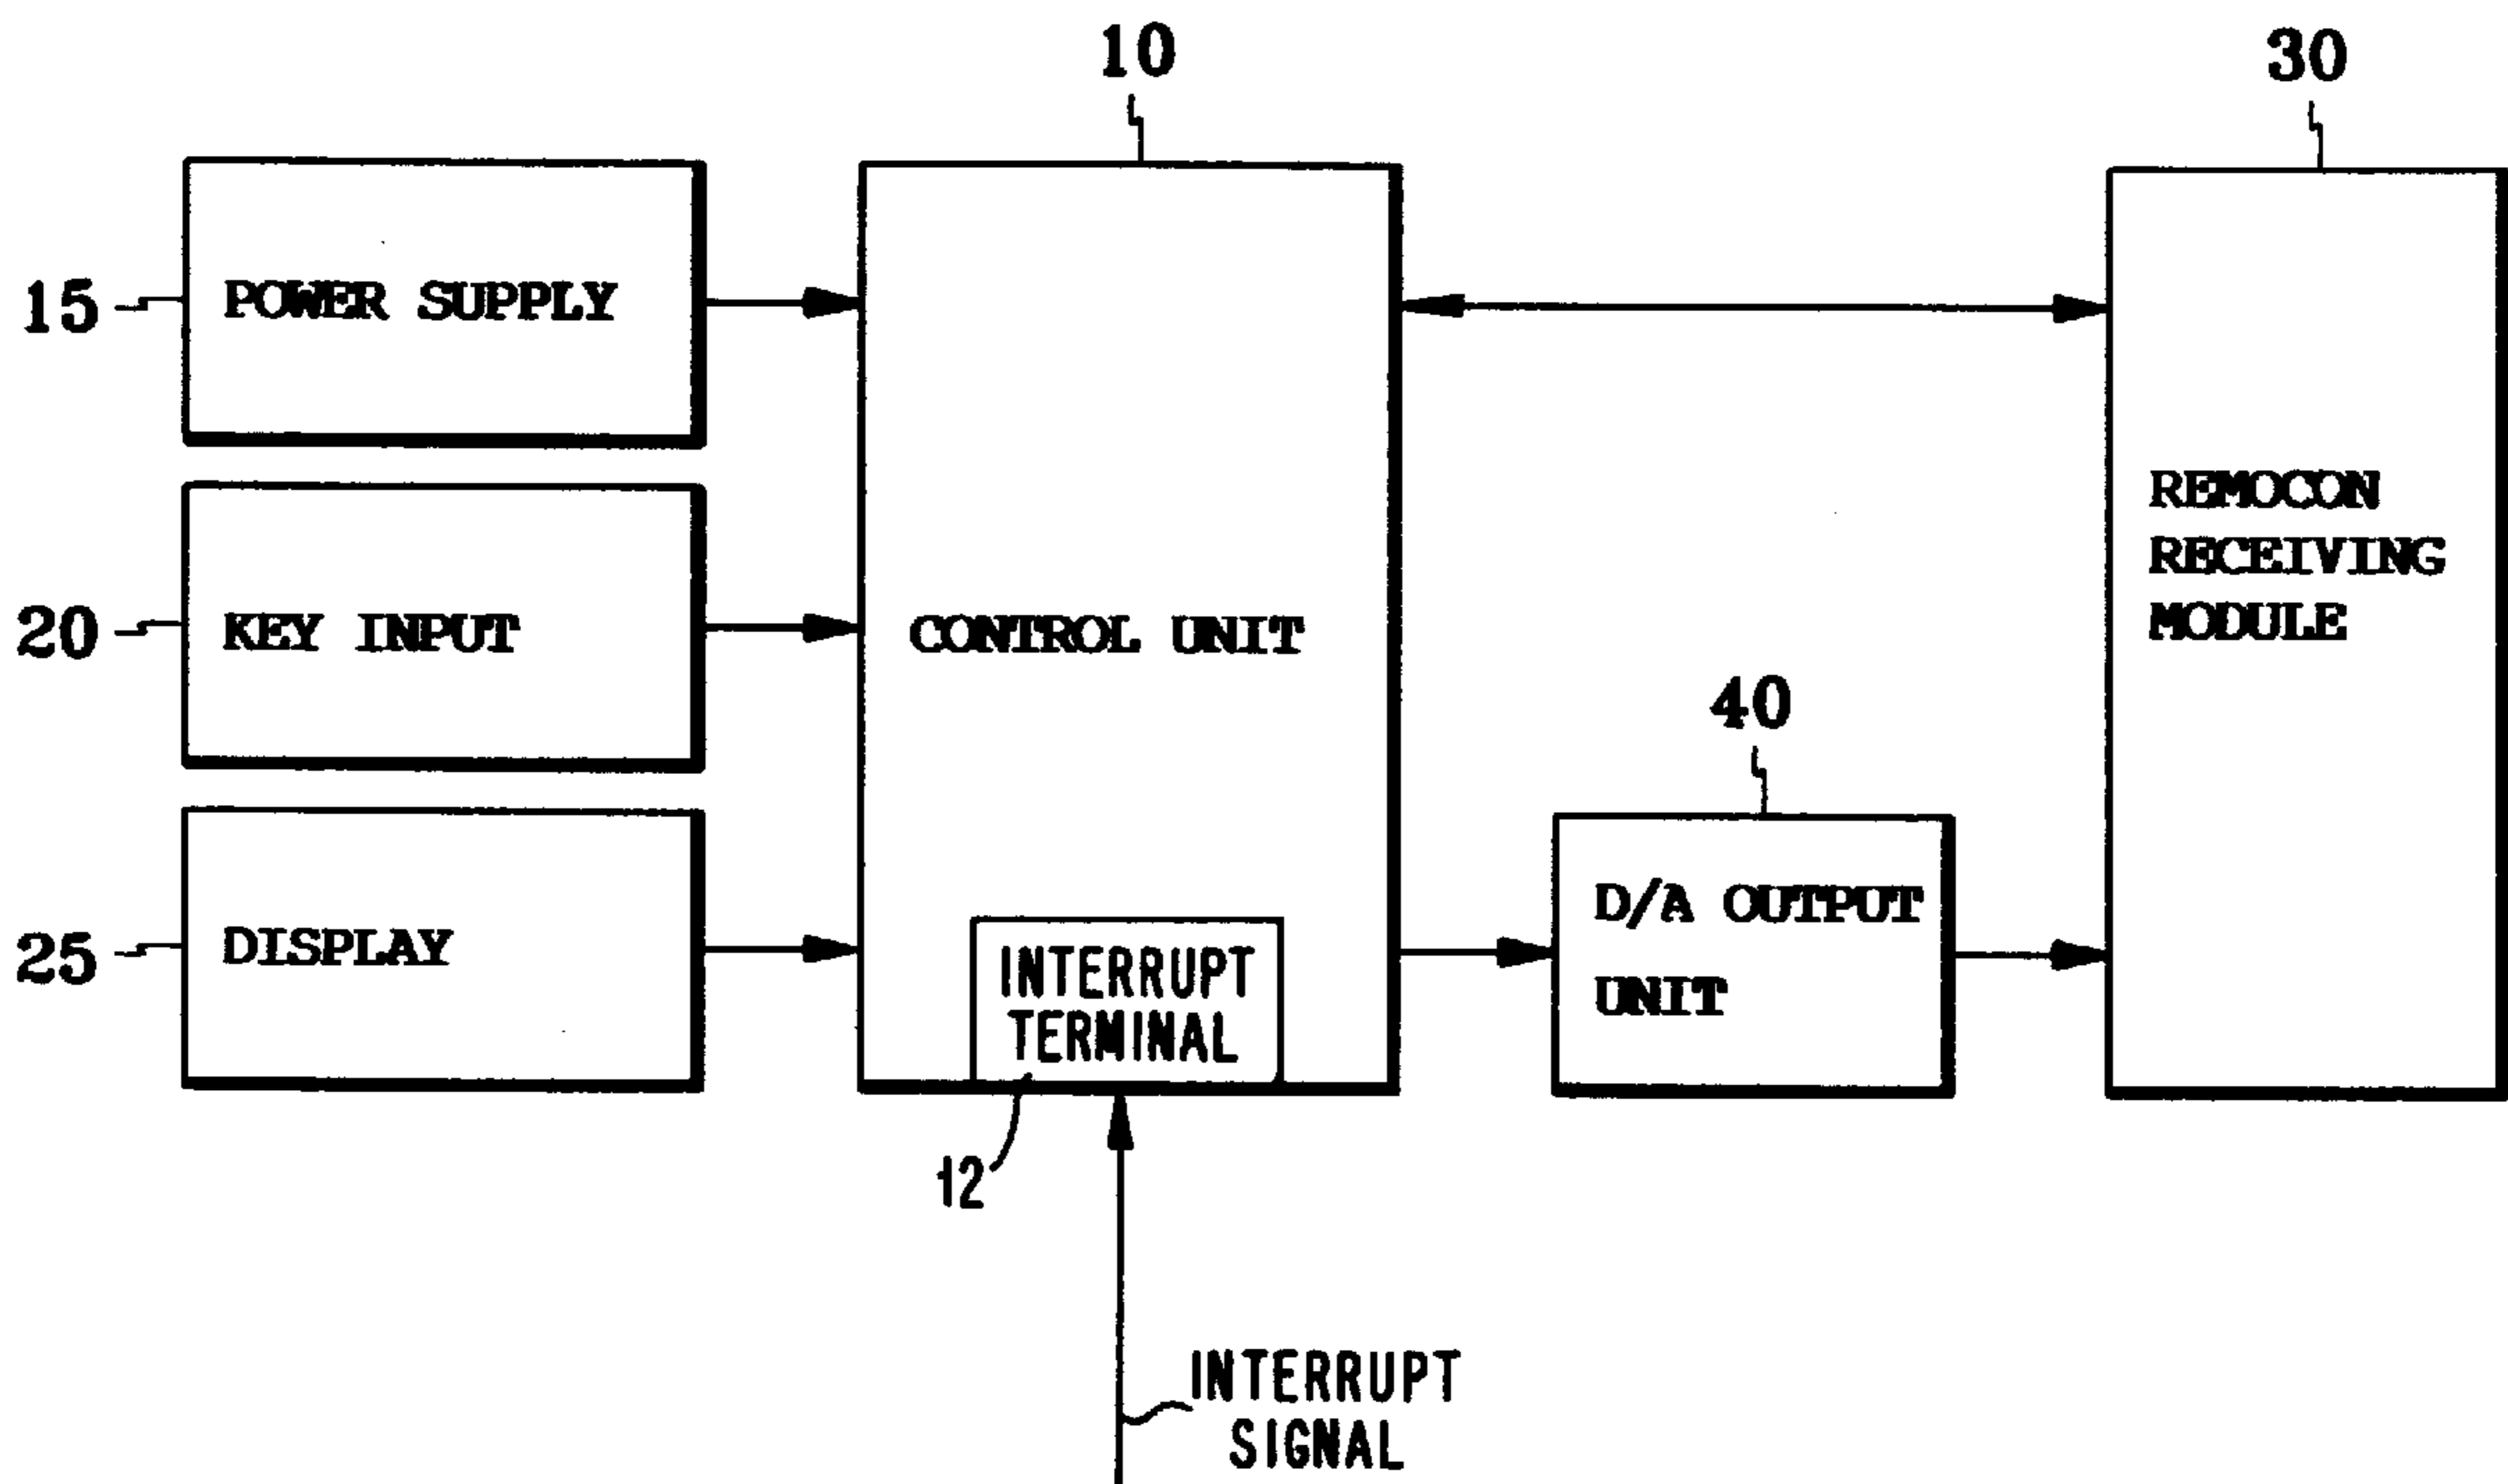 10
30
15
POWER SUPPLY
20
KEY INPUT
25
DISPLAY
CONTROL UNIT
INTERRUPT
TERMINAL
12
40
D/A OUTPUT
UNIT
REMOCON
RECEIVING
MODULE
INTERRUPT
SIGNAL